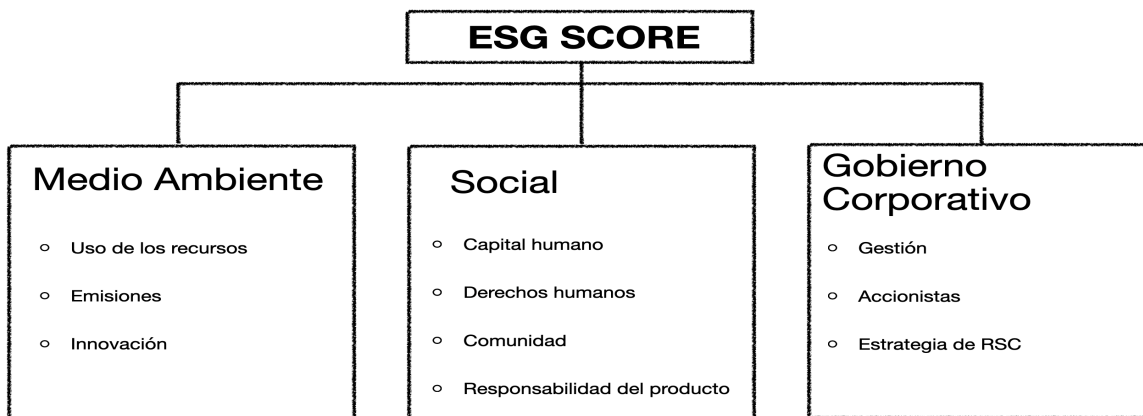 ESG SCORE
Medio Ambiente
Uso de los recursos
Emisiones
Innovación
Social
Capital humano
Derechos humanos
Comunidad
Responsabilidad del producto
Gobierno
Corporativo
Gestión
Accionistas
Estrategia de RSC